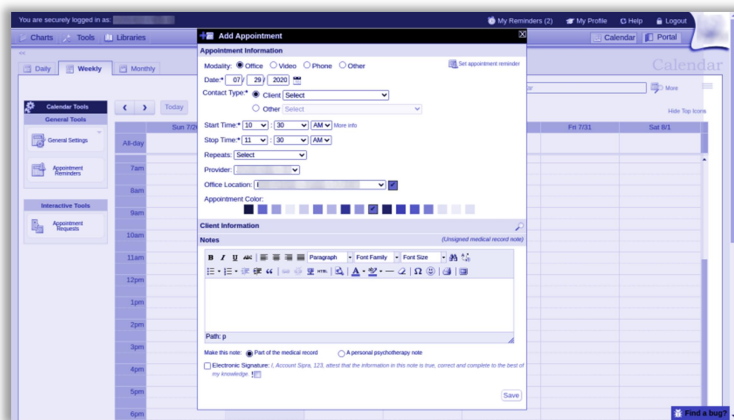 You are securely logged in as:
My Reminders (2) My Profile Help Logout
Charts Tools Libraries
Calendar Portal
<<
Daily Weekly Monthly
Calendar
More
Hide Top Icons
Calendar Tools
General Tools
General Settings
Appointment
Reminders
Interactive Tools
Appointment
Requests
Today
Fri 7/31 Sat 8/1
All-day
7am
8am
9am
10am
11am
12pm
1pm
2pm
3pm
4pm
5pm
6pm
Add Appointment
Appointment Information
Modality: Office Video Phone Other
Set appointment reminder
Date:* 07/ 29 / 2020
Contact Type:* Client Select
Other Select
Start Time:* 10 : 30 AM More info
Stop Time:* 11 : 30 AM
Repeats: Select
Provider:
Office Location:
Appointment Color:
Client Information
Notes (Unsigned medical record note)
B I U ABC Paragraph Font Family Font Size
HTML A Ω
Path: p
Make this note: Part of the medical record A personal psychotherapy note
Electronic Signature: I, Account Sipra, 123, attest that the information in this note is true, correct and complete to the best of
my knowledge.
Save
Find a bug?